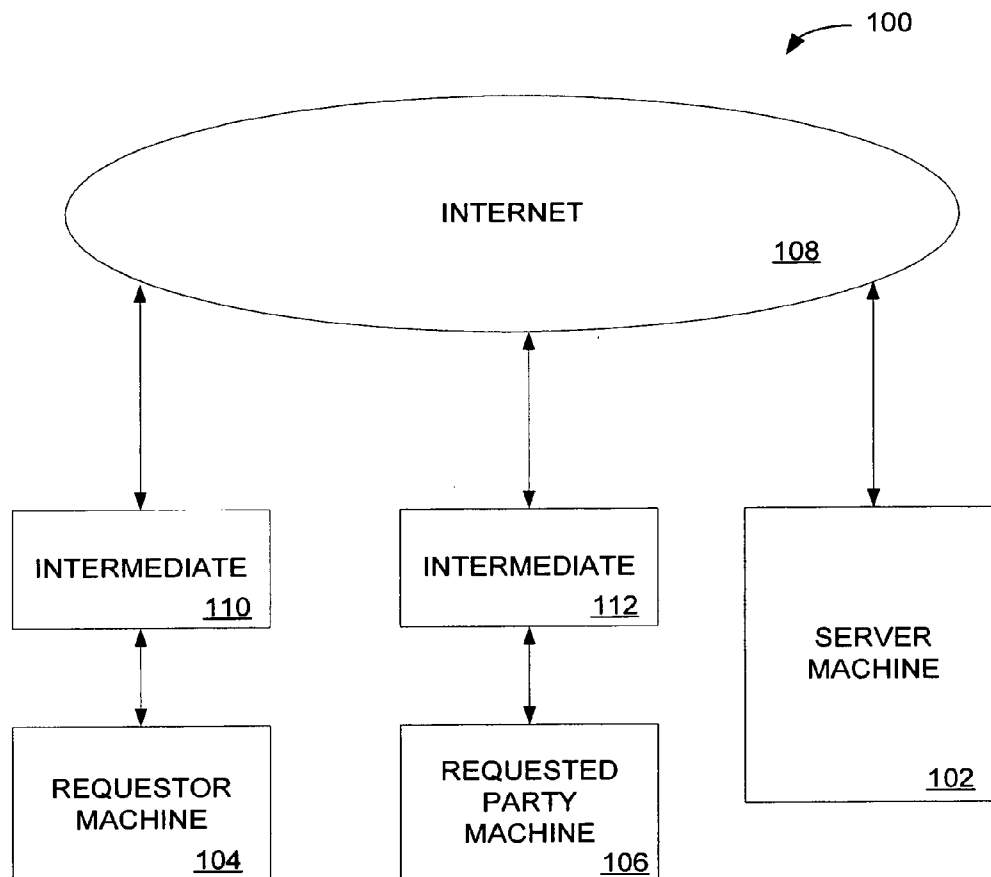 100
INTERNET
108
INTERMEDIATE
110
INTERMEDIATE
112
SERVER
MACHINE
102
REQUESTOR
MACHINE
104
REQUESTED
PARTY
MACHINE
106